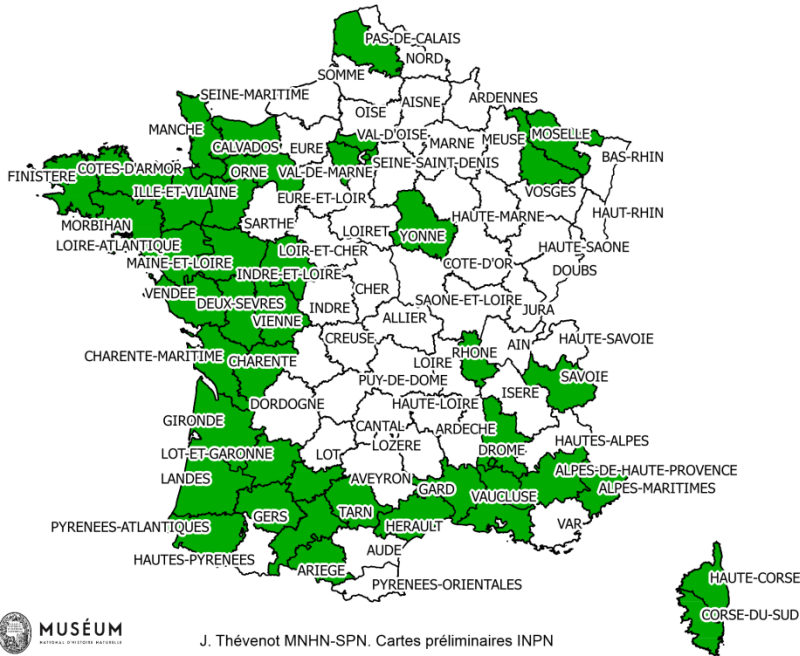 PAS-DE-CALAIS
NORD
SOMME
SEINE-MARITIME
AISNE
ARDENNES
OISE
MANCHE
VAL-D'OISE
MEUSE
MOSELLE
CALVADOS
EURE
MARNE
BAS-RHIN
SEINE-SAINT-DENIS
FINISTERE
COTES-D'ARMOR
ORNE
VAL-DE-MARNE
ILLE-ET-VILAINE
EURE-ET-LOIR
VOSGES
MORBIHAN
SARTHE
HAUTE-MARNE
HAUT-RHIN
LOIRET
YONNE
LOIRE-ATLANTIQUE
LOIR-ET-CHER
HAUTE-SAONE
MAINE-ET-LOIRE
COTE-D'OR
INDRE-ET-LOIRE
DOUBS
VENDEE
CHER
DEUX-SEVRES
SAONE-ET-LOIRE
INDRE
JURA
VIENNE
ALLIER
CREUSE
HAUTE-SAVOIE
AIN
CHARENTE-MARITIME
CHARENTE
RHONE
LOIRE
SAVOIE
PUY-DE-DOME
ISERE
DORDOGNE
HAUTE-LOIRE
GIRONDE
CANTAL
ARDECHE
HAUTES-ALPES
LOZERE
LOT-ET-GARONNE
LOT
DROME
ALPES-DE-HAUTE-PROVENCE
LANDES
AVEYRON
GARD
VAUCLUSE
ALPES-MARITIMES
TARN
GERS
PYRENEES-ATLANTIQUES
HERAULT
VAR
AUDE
HAUTES-PYRENEES
ARIEGE
PYRENEES-ORIENTALES
HAUTE-CORSE
CORSE-DU-SUD
MUSÉUM
NATIONAL D'HISTOIRE NATURELLE
J. Thévenot MNHN-SPN. Cartes préliminaires INPN